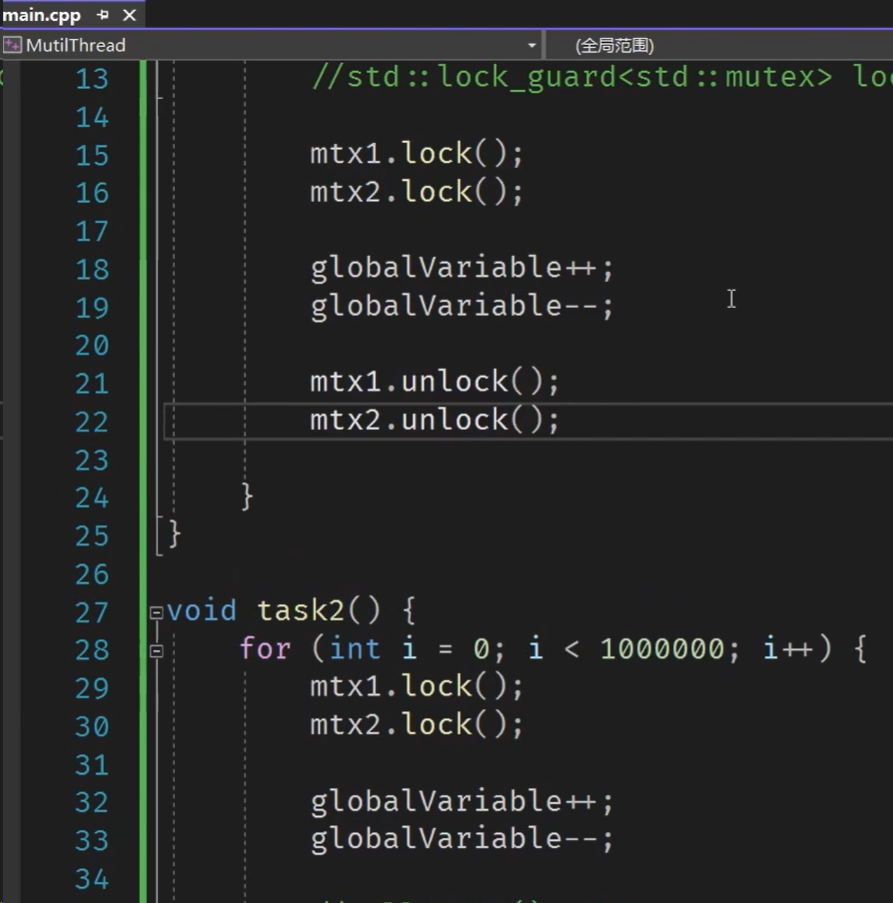 main.cpp
MutilThread (全局范围)
13 //std::lock_guard<std::mutex>
14
15 mtx1.lock();
16 mtx2.lock();
17
18 globalVariable++;
19 globalVariable--;
20
21 mtx1.unlock();
22 mtx2.unlock();
23
24 }
25 }
26
27 void task2() {
28 for (int i = 0; i < 1000000; i++) {
29 mtx1.lock();
30 mtx2.lock();
31
32 globalVariable++;
33 globalVariable--;
34